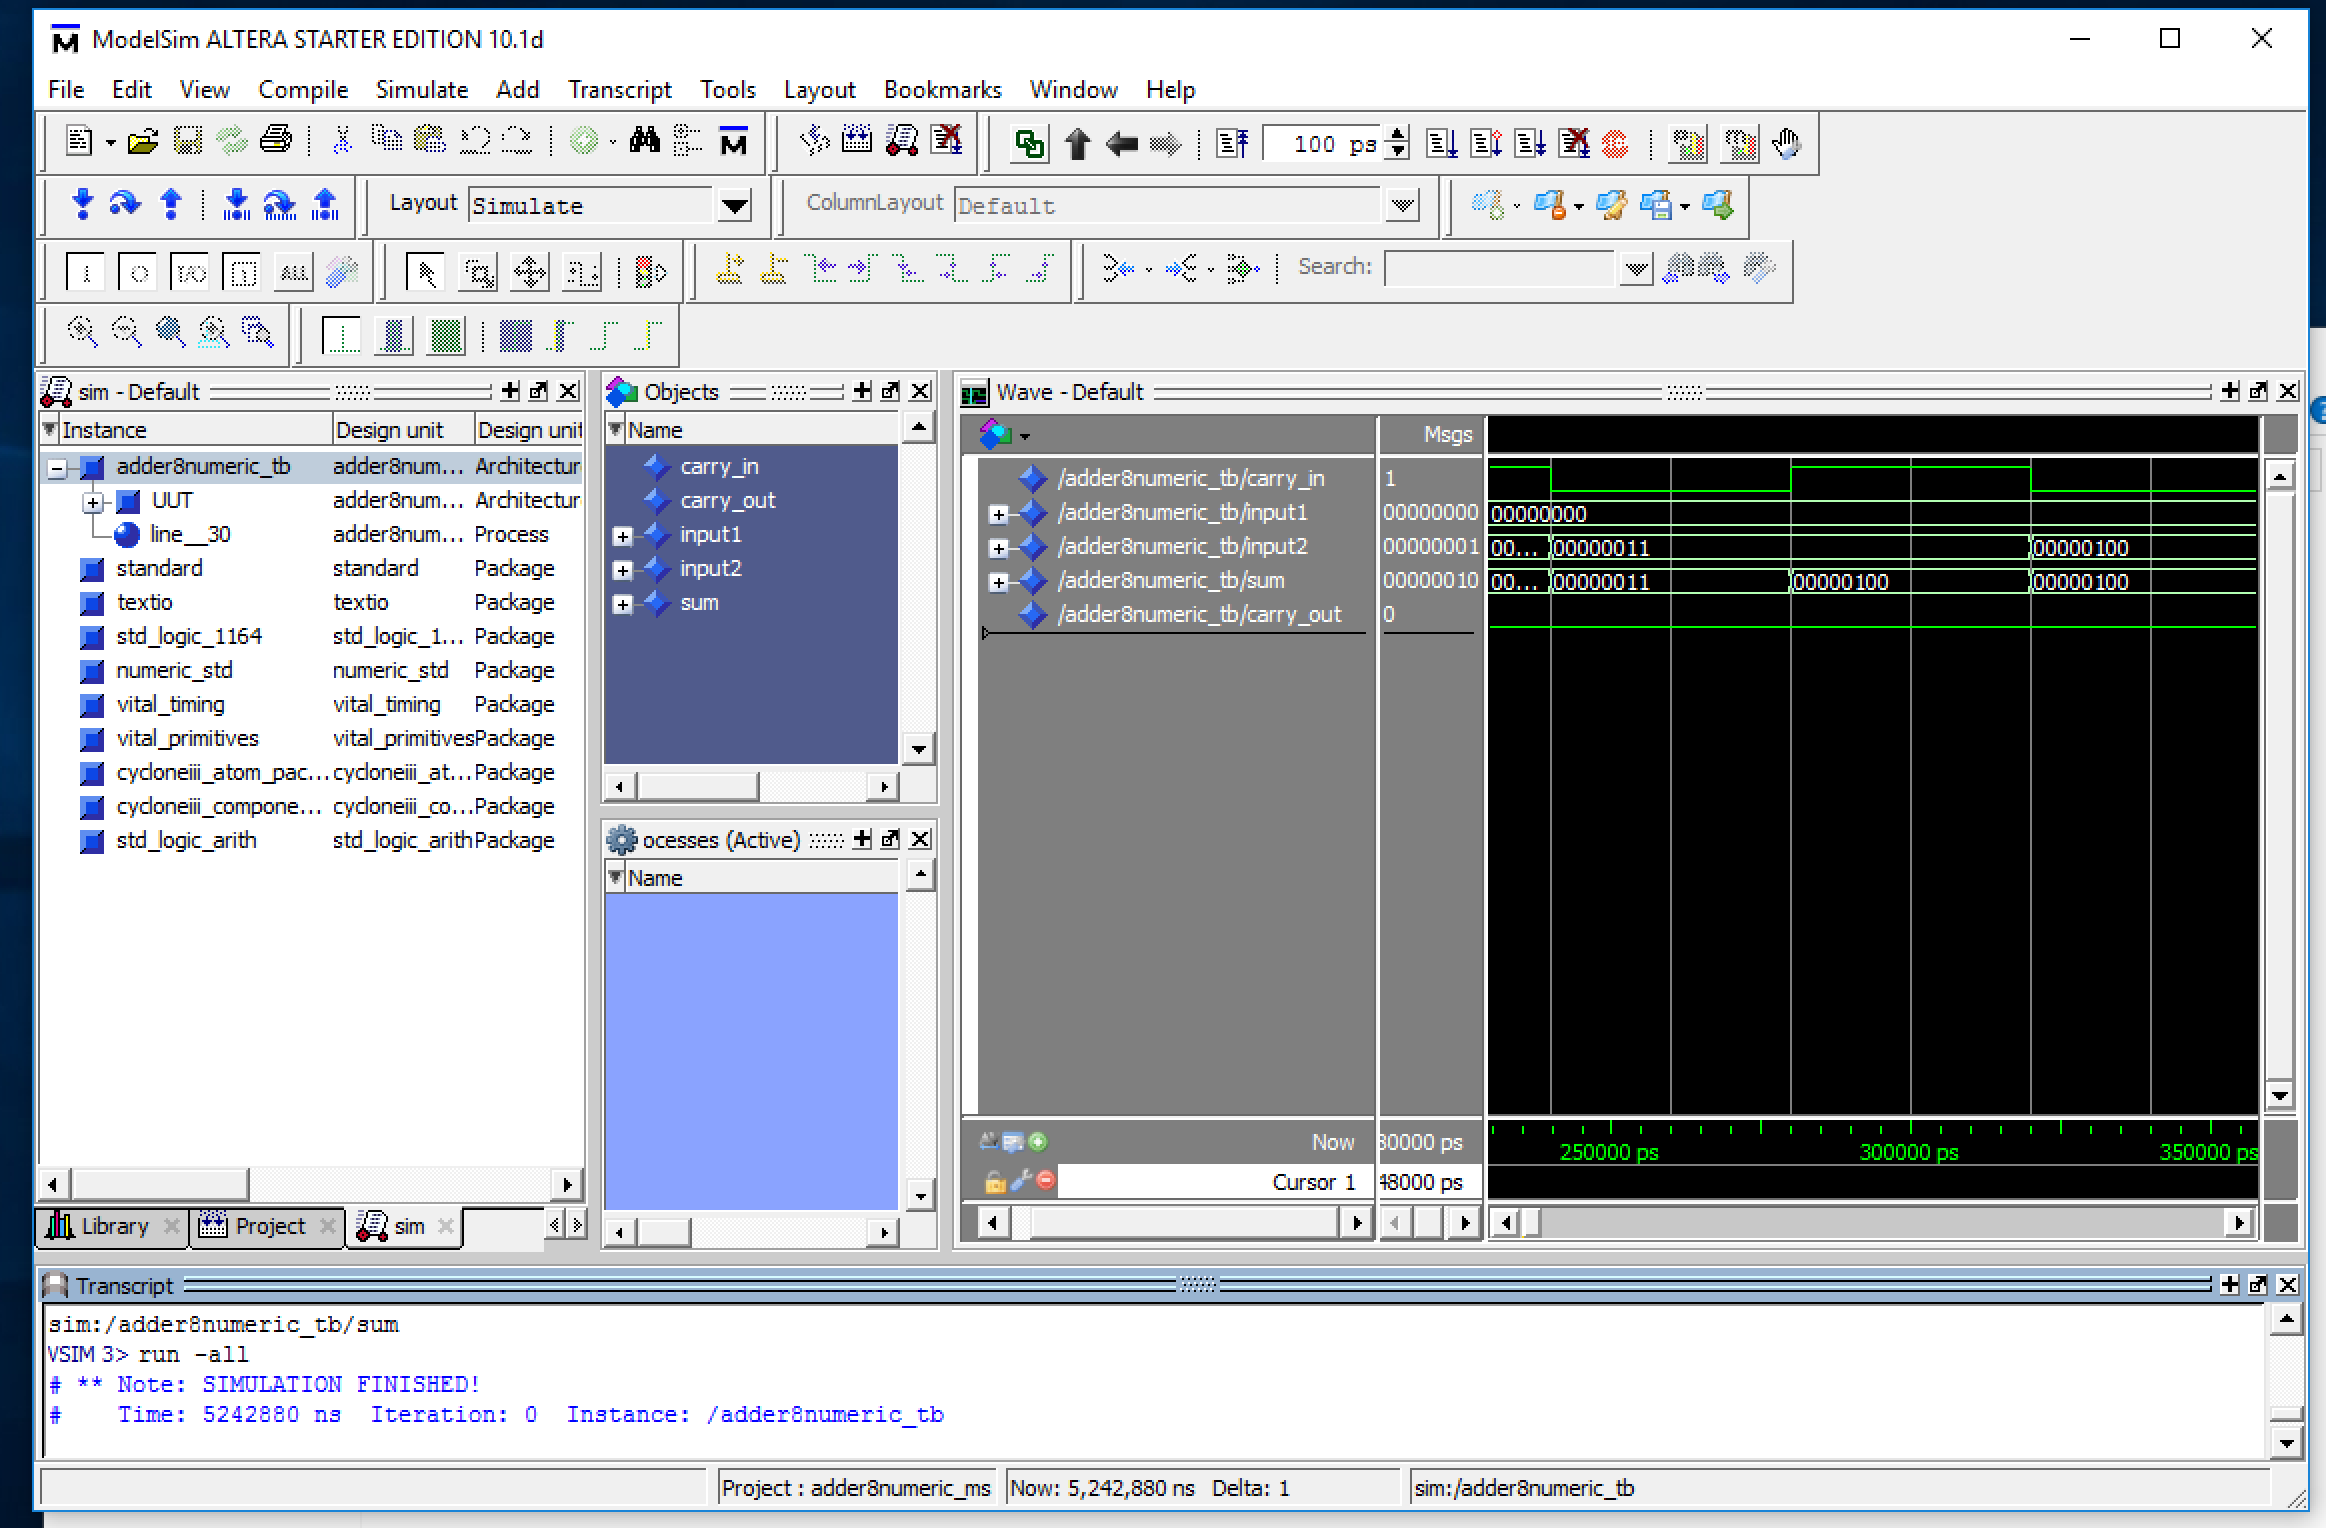 ModelSim ALTERA STARTER EDITION 10.1d
File Edit View Compile Simulate Add Transcript Tools Layout Bookmarks Window Help
100 ps
Layout Simulate ColumnLayout Default
ALL Search:
sim - Default
Instance Design unit Design unit
adder8numeric_tb adder8num... Architectur
UUT adder8num... Architectur
line__30 adder8num... Process
standard standard Package
textio textio Package
std_logic_1164 std_logic_1... Package
numeric_std numeric_std Package
vital_timing vital_timing Package
vital_primitives vital_primitives Package
cycloneiii_atom_pac... cycloneiii_at... Package
cycloneiii_compone... cycloneiii_co... Package
std_logic_arith std_logic_arith Package
Library Project sim
Objects
Name
carry_in
carry_out
input1
input2
sum
ocesses (Active)
Name
Wave - Default
Msgs
/adder8numeric_tb/carry_in 1
/adder8numeric_tb/input1 00000000 00000000
/adder8numeric_tb/input2 00000001 00... 00000011 00000100
/adder8numeric_tb/sum 00000010 00... 00000011 00000100 00000100
/adder8numeric_tb/carry_out 0
Now 80000 ps 250000 ps 300000 ps 350000 ps
Cursor 1 48000 ps
Transcript
sim:/adder8numeric_tb/sum
VSIM 3> run -all
# ** Note: SIMULATION FINISHED!
# Time: 5242880 ns Iteration: 0 Instance: /adder8numeric_tb
Project : adder8numeric_ms Now: 5,242,880 ns Delta: 1 sim:/adder8numeric_tb